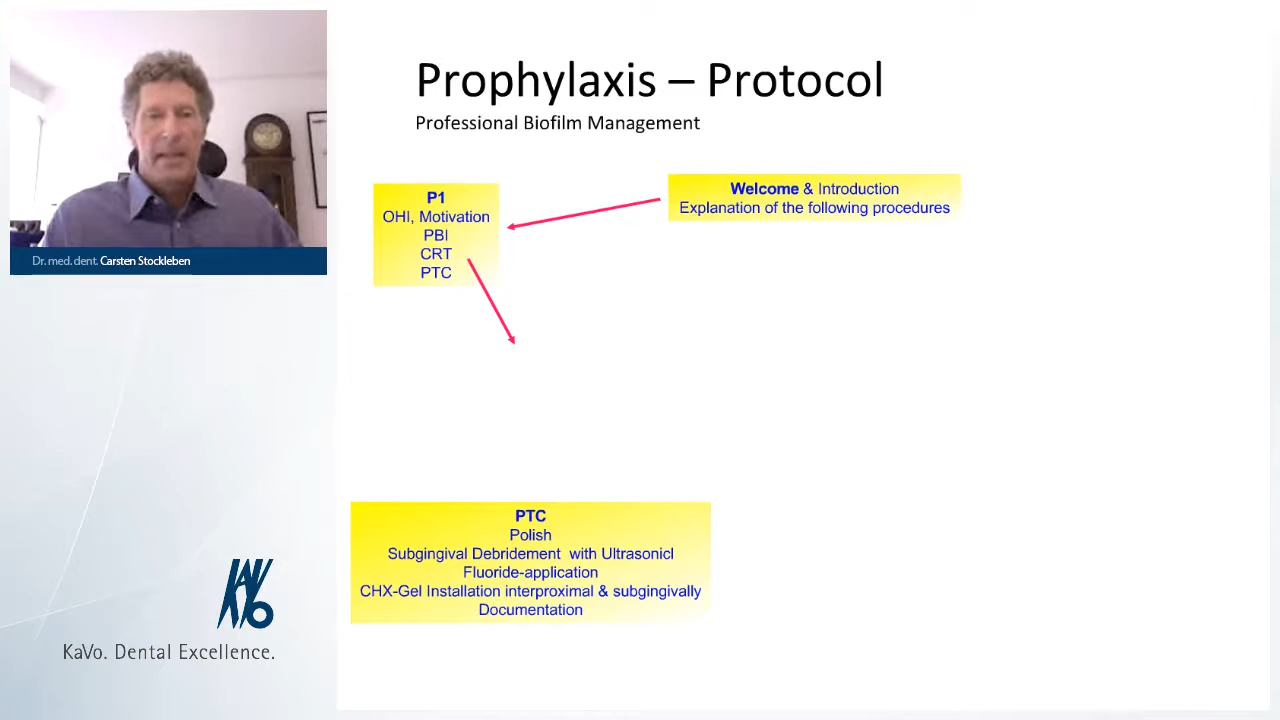 Prophylaxis – Protocol
Professional Biofilm Management
Welcome & Introduction
Explanation of the following procedures
P1
OHI, Motivation
PBI
CRT
PTC
Dr. med. dent. Carsten Stockleben
PTC
Polish
Subgingival Debridement with Ultrasonicl
Fluoride-application
CHX-Gel Installation interproximal & subgingivally
Documentation
KaVo
KaVo. Dental Excellence.